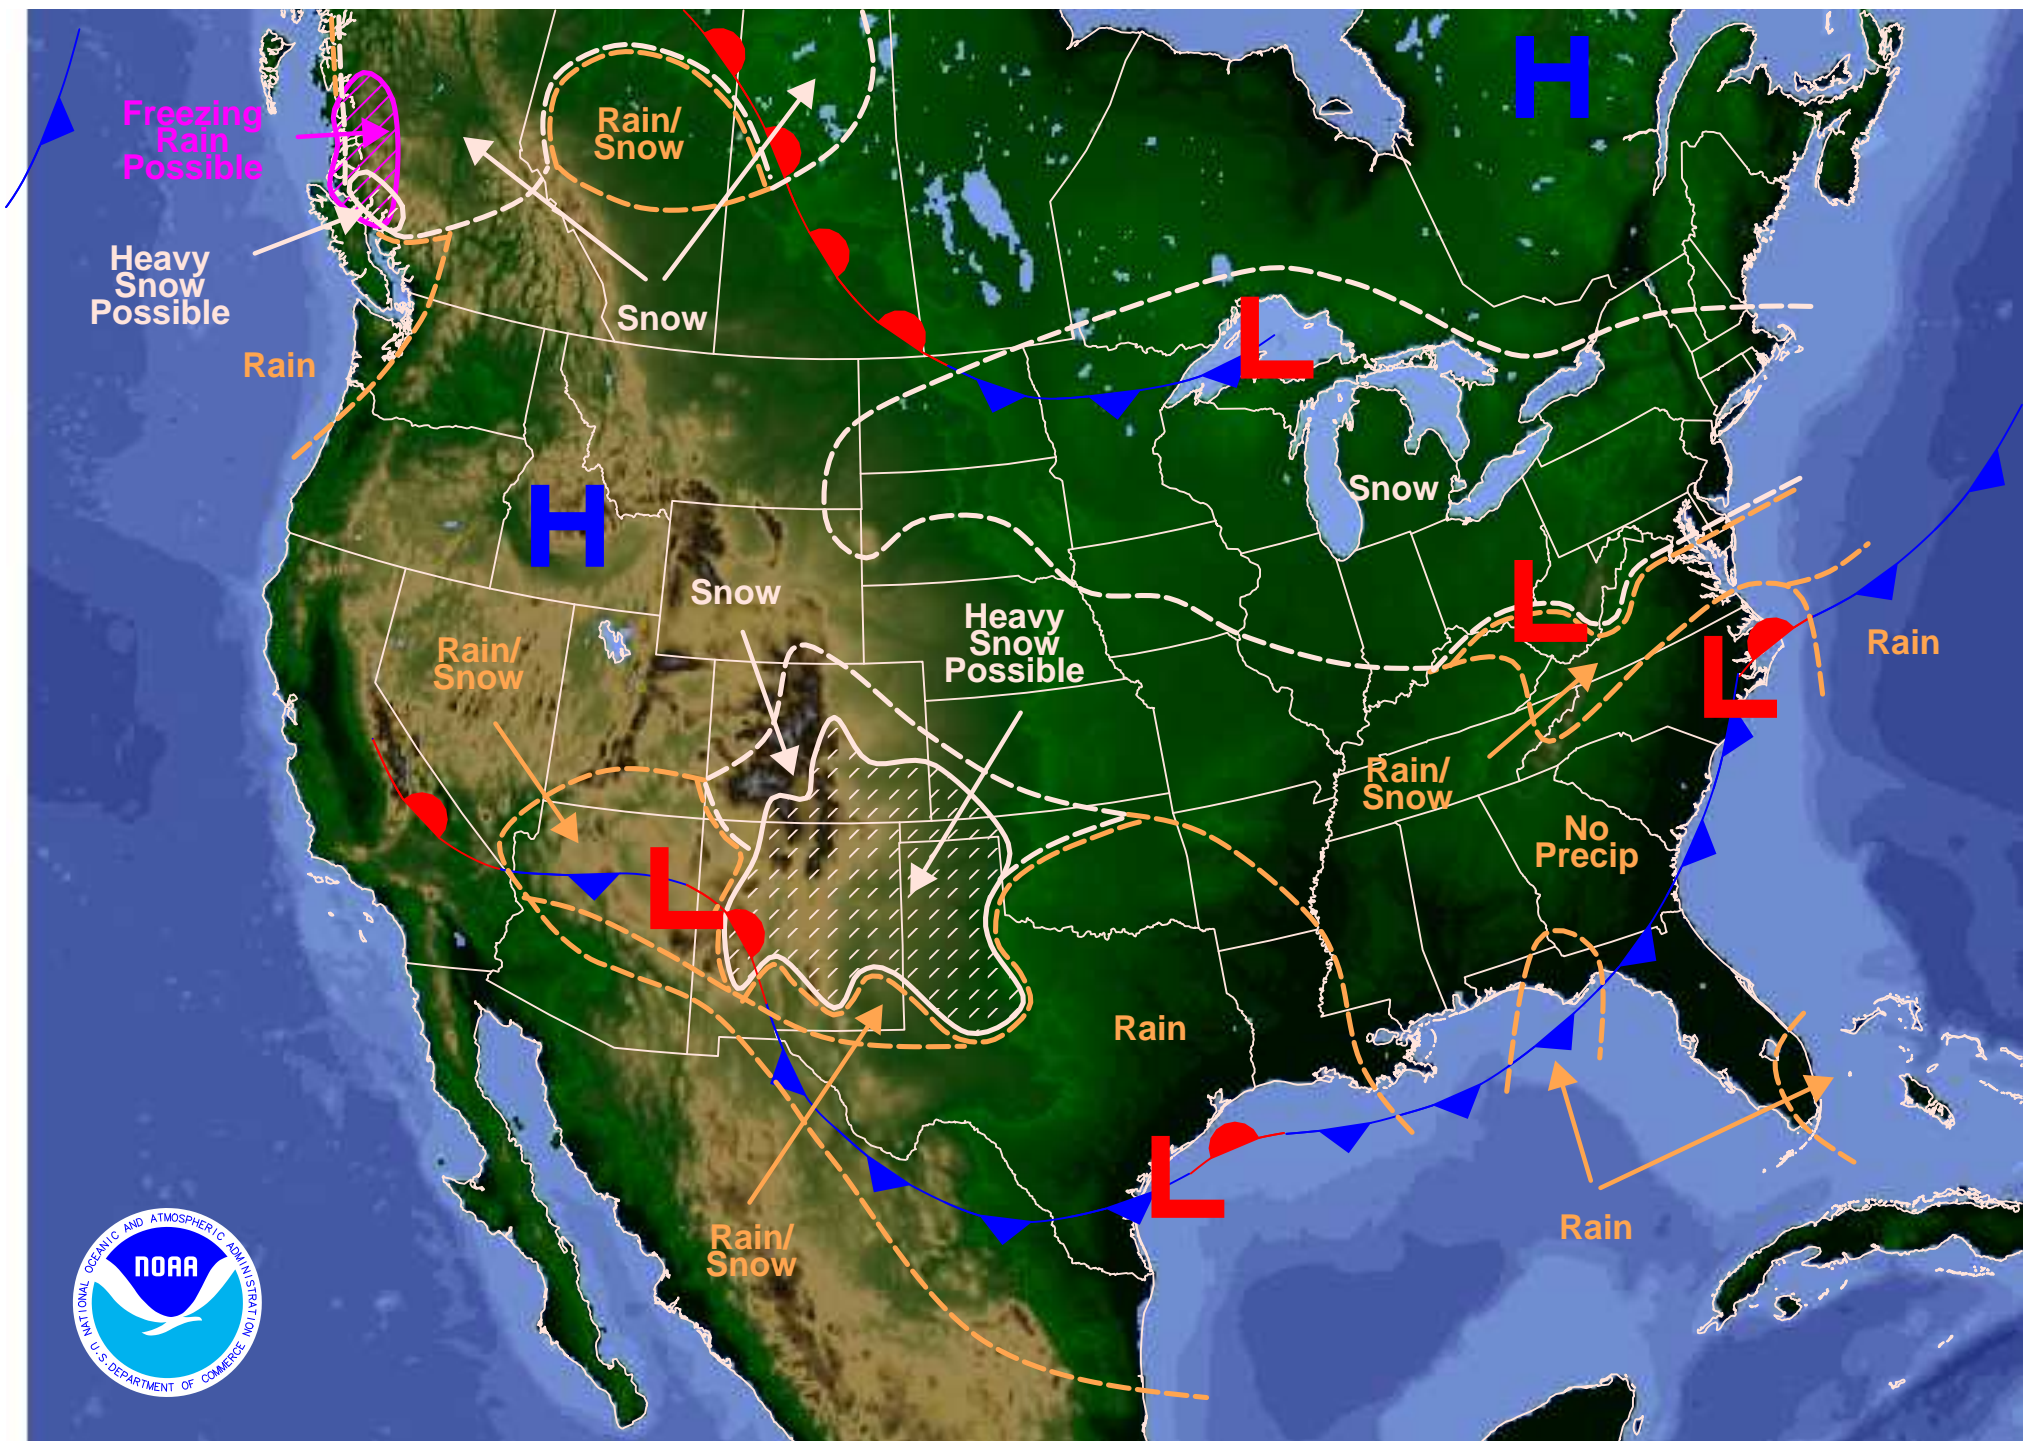 H
Freezing
Rain
Possible
Rain/
Snow
Heavy
Snow
Possible
Snow
L
Rain
Snow
H
Snow
L
Heavy
Snow
Possible
Rain/
Snow
Rain
L
Rain/
Snow
No
Precip
L
Rain
L
Rain
Rain/
Snow
NATIONAL OCEANIC AND ATMOSPHERIC ADMINISTRATION
NOAA
U.S. DEPARTMENT OF COMMERCE